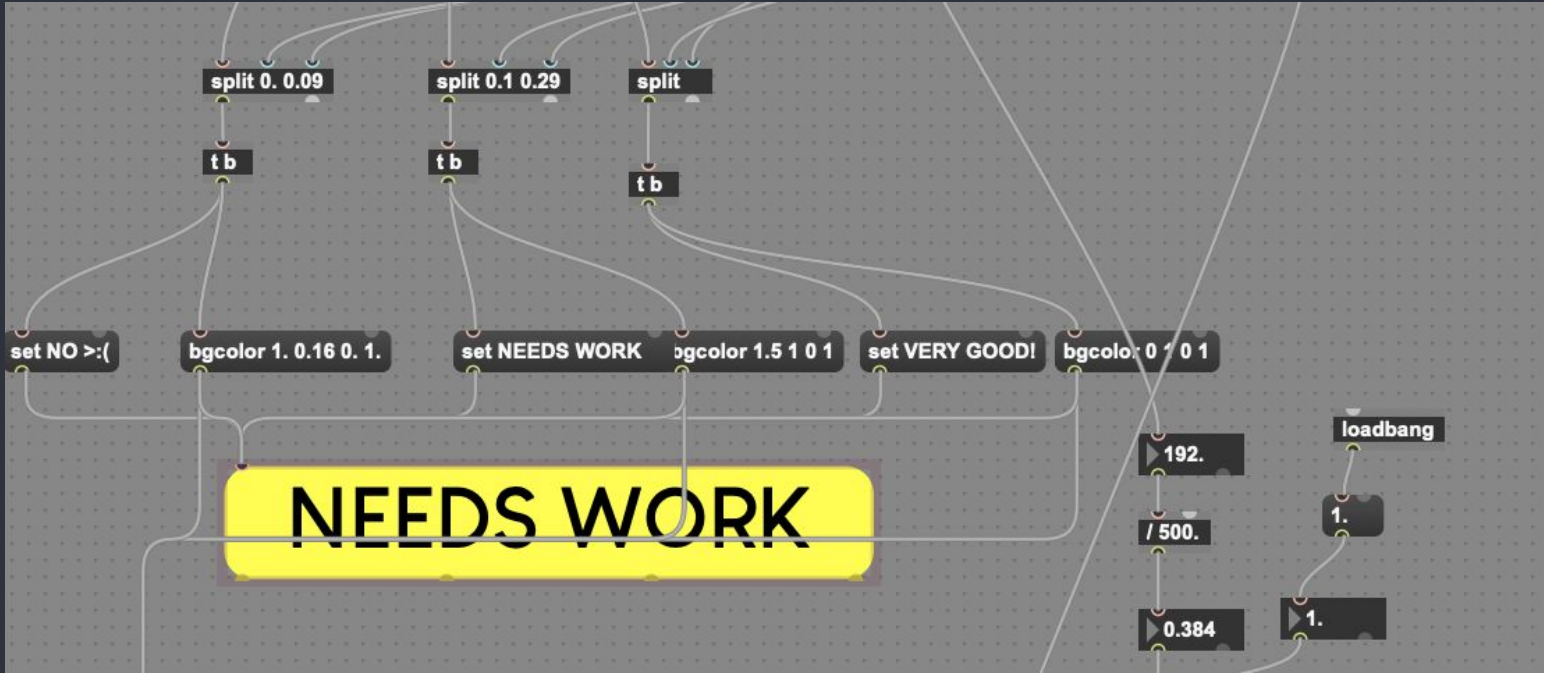 split 0. 0.09
split 0.1 0.29
split
t b
t b
t b
set NO >:(
bgcolor 1. 0.16 0. 1.
set NEEDS WORK
bgcolor 1.5 1 0 1
set VERY GOOD!
bgcolor 0 1 0 1
loadbang
192.
NEEDS WORK
1.
/ 500.
1.
0.384